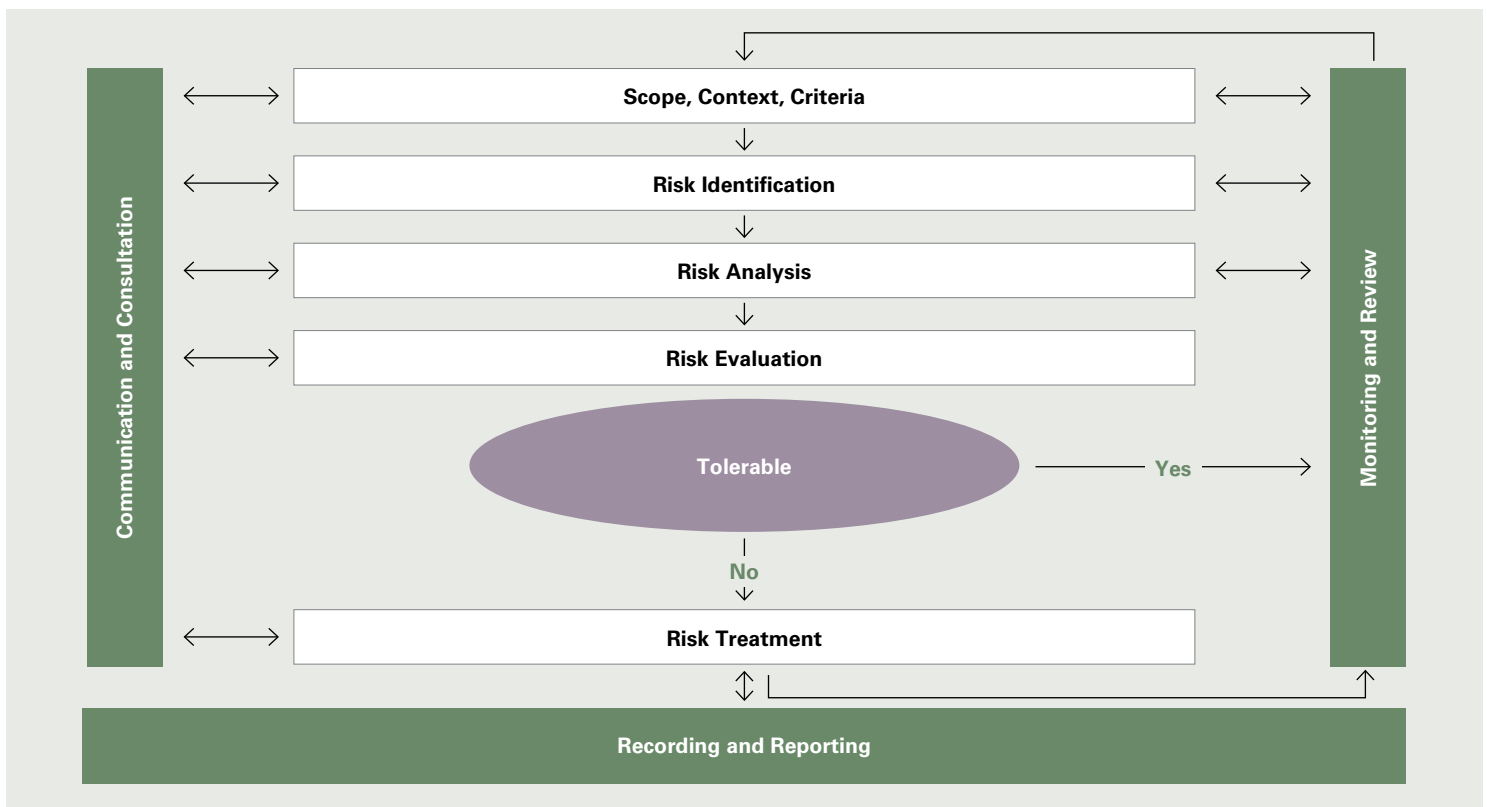 Scope, Context, Criteria
Risk Identification
Risk Analysis
Risk Evaluation
Communication and Consultation
Monitoring and Review
Tolerable
Yes
No
Risk Treatment
Recording and Reporting